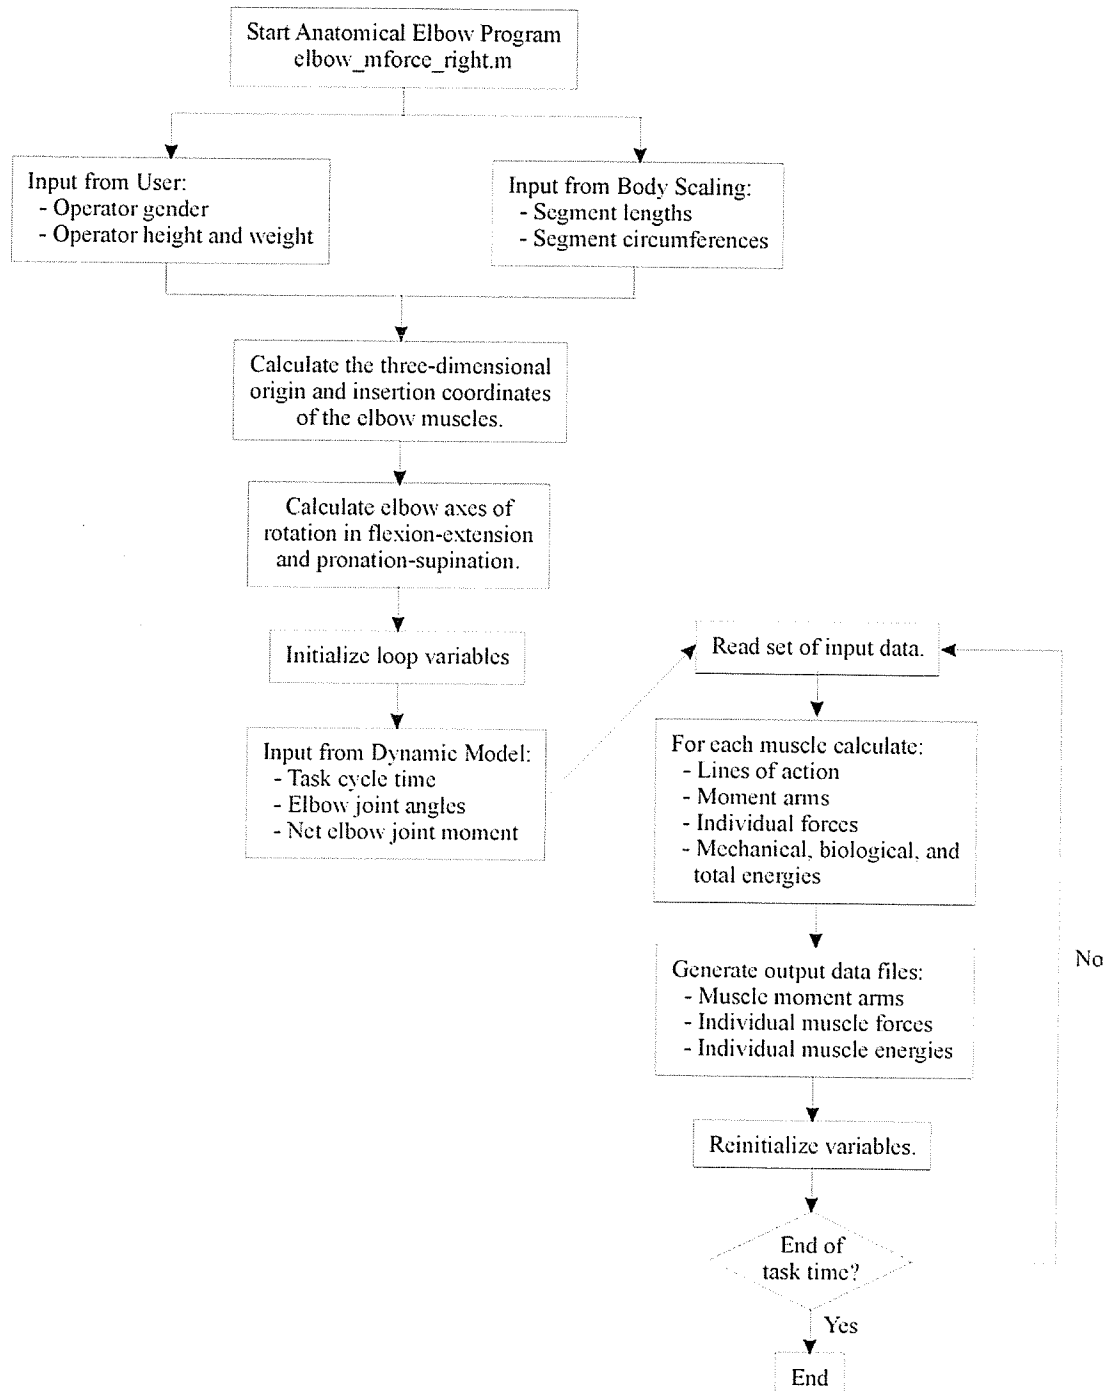 Start Anatomical Elbow Program
elbow_mforce_right.m
Input from User:
- Operator gender
- Operator height and weight
Input from Body Scaling:
- Segment lengths
- Segment circumferences
Calculate the three-dimensional
origin and insertion coordinates
of the elbow muscles.
Calculate elbow axes of
rotation in flexion-extension
and pronation-supination.
Initialize loop variables
Input from Dynamic Model:
- Task cycle time
- Elbow joint angles
- Net elbow joint moment
Read set of input data.
For each muscle calculate:
- Lines of action
- Moment arms
- Individual forces
- Mechanical, biological, and
total energies
No
Generate output data files:
- Muscle moment arms
- Individual muscle forces
- Individual muscle energies
Reinitialize variables.
End of
task time?
Yes
End